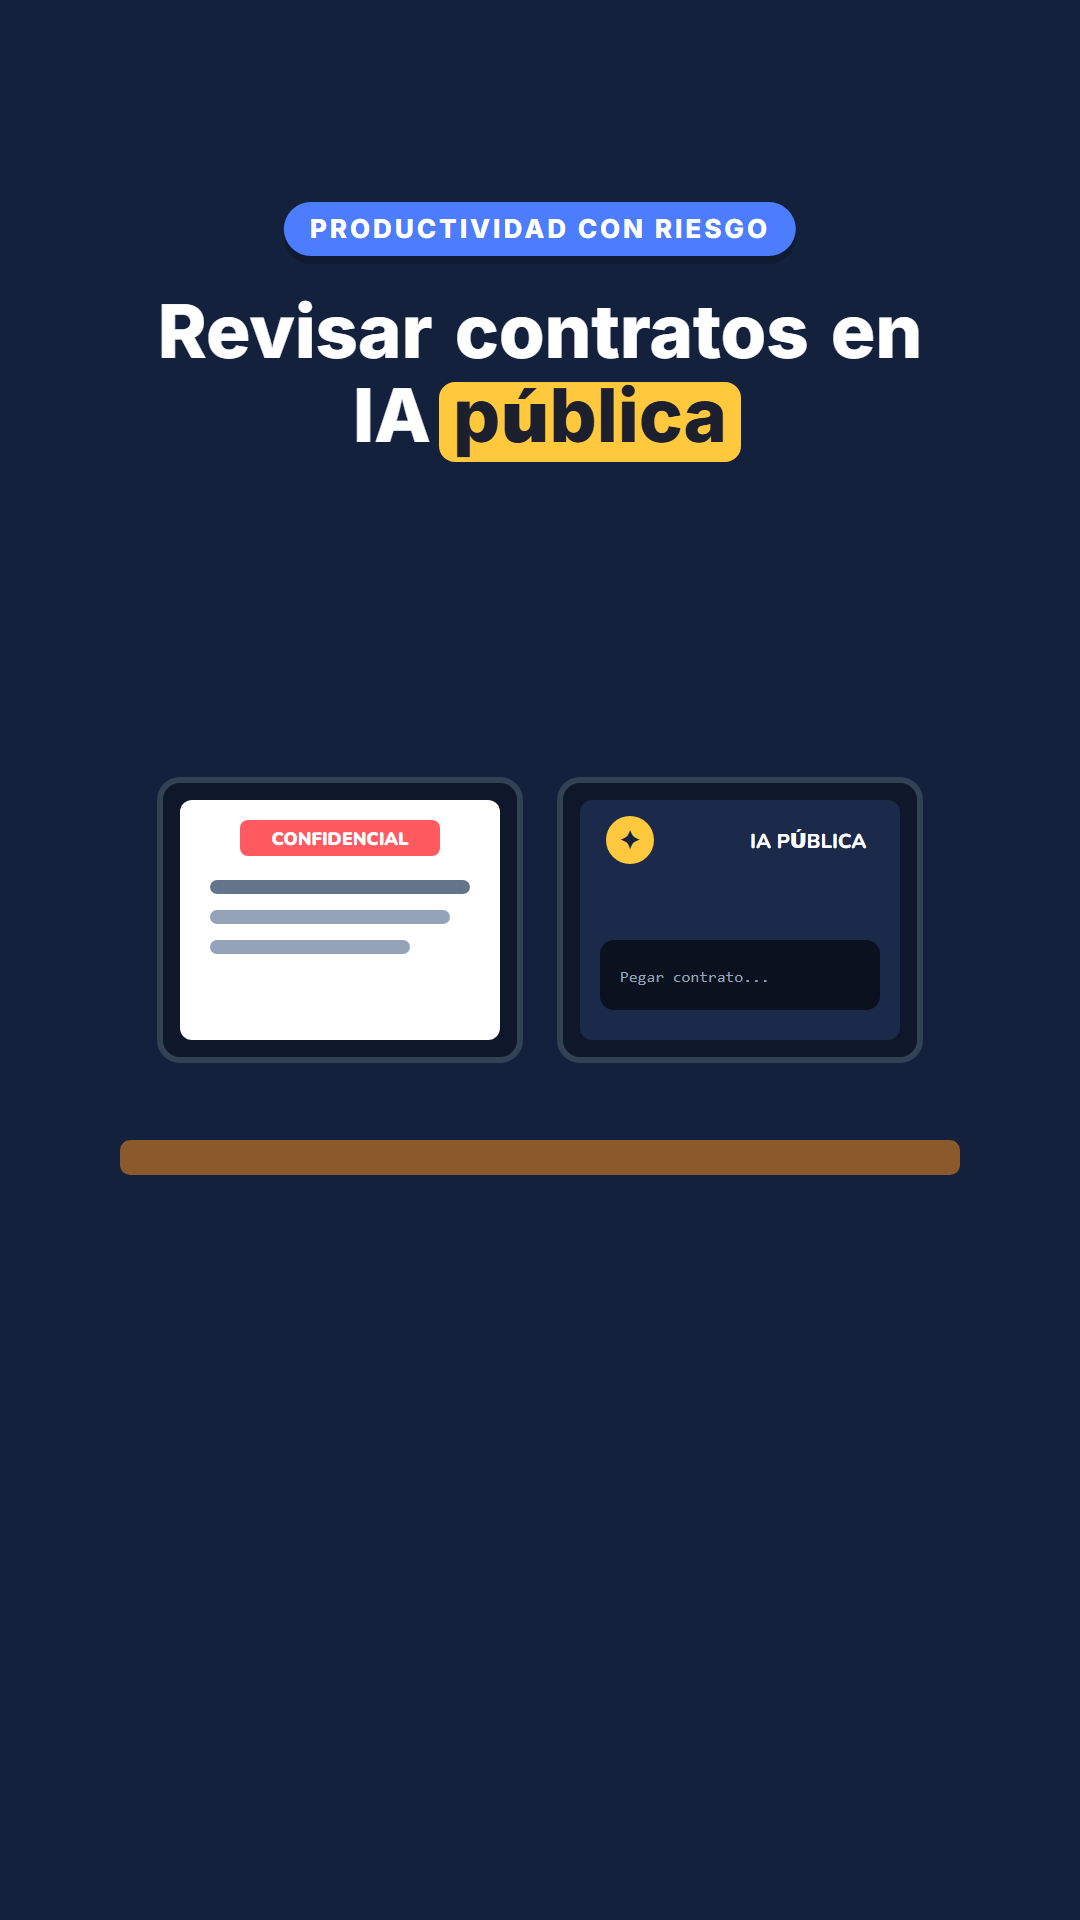 PRODUCTIVIDAD CON RIESGO
Revisar contratos en
IA pública
CONFIDENCIAL
IA PÚBLICA
Pegar contrato...